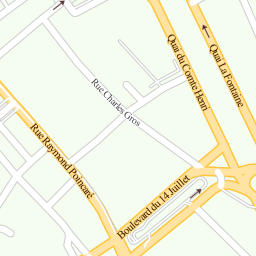 Quai du Comte Henri
Quai La Fontaine
Rue Charles Gros
Rue Raymond Poincaré
Boulevard du 14 Juillet